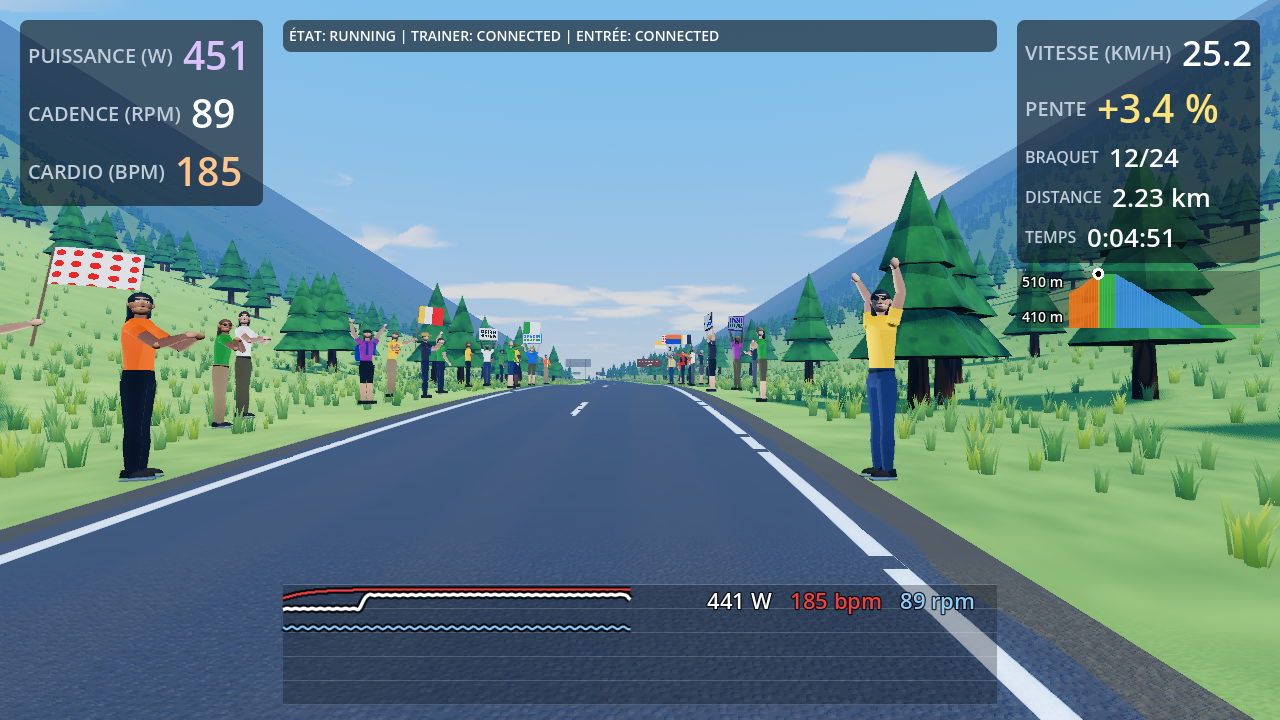 PUISSANCE (W) 451
CADENCE (RPM) 89
CARDIO (BPM) 185
ÉTAT: RUNNING | TRAINER: CONNECTED | ENTRÉE: CONNECTED
VITESSE (KM/H) 25.2
PENTE +3.4 %
BRAQUET 12/24
DISTANCE 2.23 km
TEMPS 0:04:51
510 m
410 m
441 W 185 bpm 89 rpm